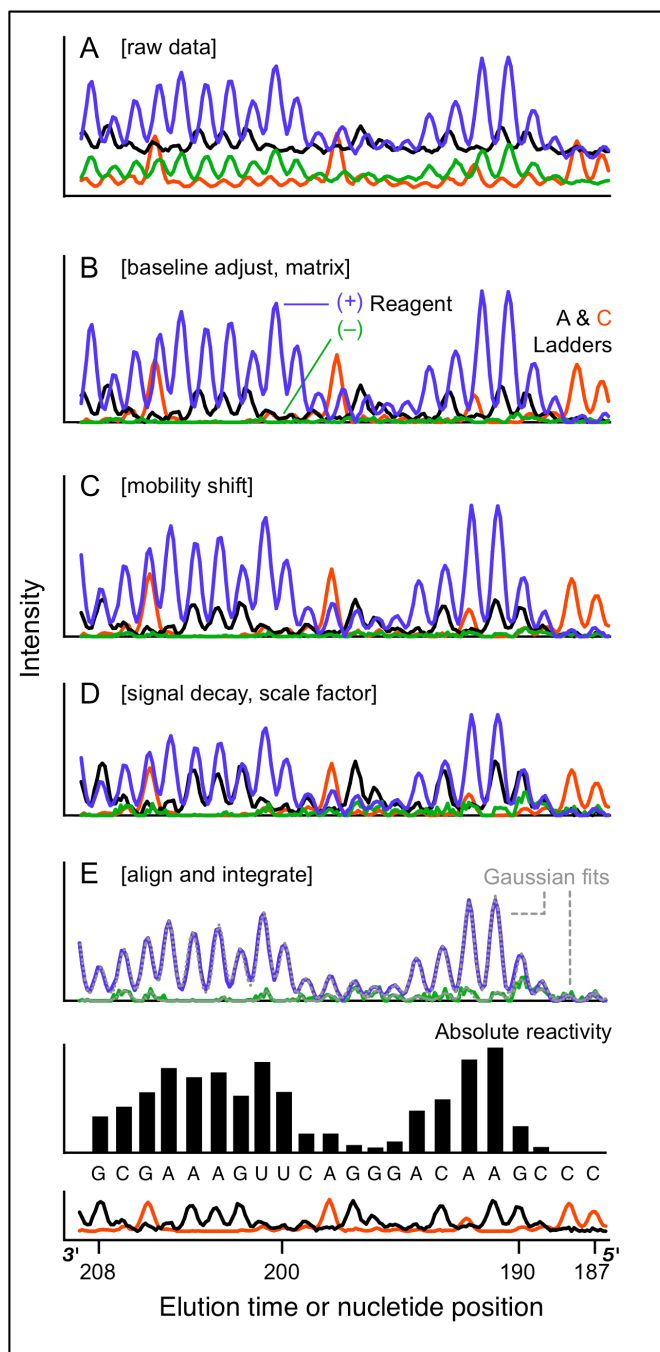 A [raw data]
B [baseline adjust, matrix]
(+) Reagent
(–)
A & C
Ladders
C [mobility shift]
Intensity
D [signal decay, scale factor]
E [align and integrate]
Gaussian fits
Absolute reactivity
G C G A A A G U U C A G G G A C A A G C C C
3' 5'
208 200 190 187
Elution time or nucletide position